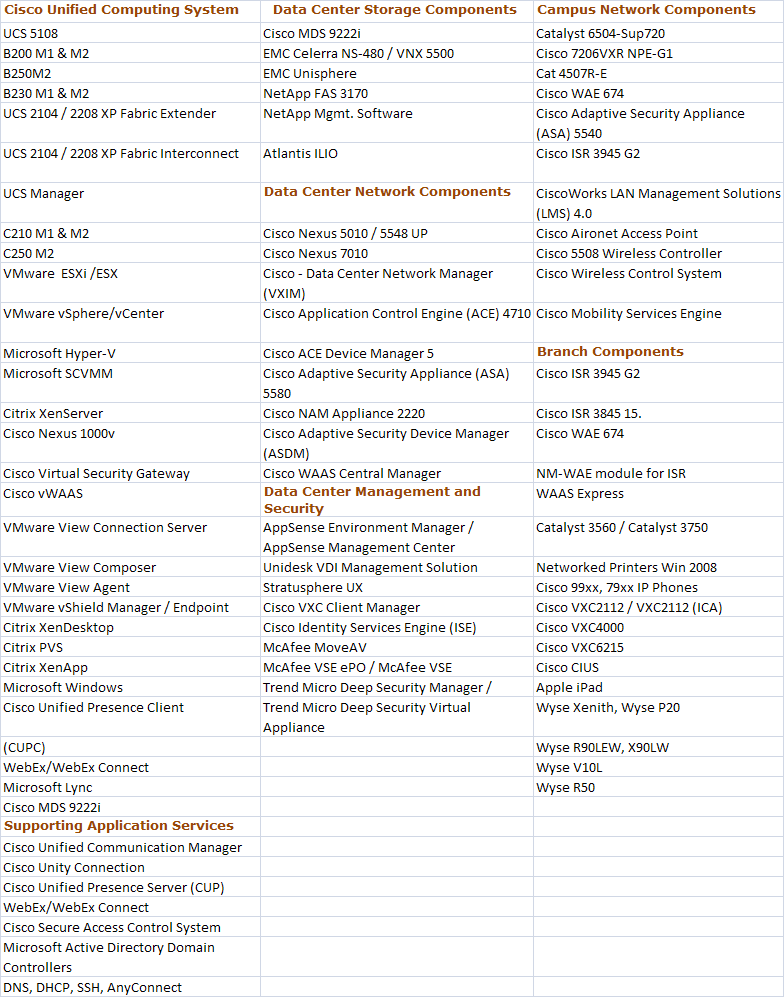 Cisco Unified Computing System
UCS 5108
B200 M1 & M2
B250M2
B230 M1 & M2
UCS 2104 / 2208 XP Fabric Extender
UCS 2104 / 2208 XP Fabric Interconnect
UCS Manager
C210 M1 & M2
C250 M2
VMware ESXi /ESX
VMware vSphere/vCenter
Microsoft Hyper-V
Microsoft SCVMM
Citrix XenServer
Cisco Nexus 1000v
Cisco Virtual Security Gateway
Cisco vWAAS
VMware View Connection Server
VMware View Composer
VMware View Agent
VMware vShield Manager / Endpoint
Citrix XenDesktop
Citrix PVS
Citrix XenApp
Microsoft Windows
Cisco Unified Presence Client
(CUPC)
WebEx/WebEx Connect
Microsoft Lync
Cisco MDS 9222i
Supporting Application Services
Cisco Unified Communication Manager
Cisco Unity Connection
Cisco Unified Presence Server (CUP)
WebEx/WebEx Connect
Cisco Secure Access Control System
Microsoft Active Directory Domain
Controllers
DNS, DHCP, SSH, AnyConnect
Data Center Storage Components
Cisco MDS 9222i
EMC Celerra NS-480 / VNX 5500
EMC Unisphere
NetApp FAS 3170
NetApp Mgmt. Software
Atlantis ILIO
Data Center Network Components
Cisco Nexus 5010 / 5548 UP
Cisco Nexus 7010
Cisco - Data Center Network Manager
(VXIM)
Cisco Application Control Engine (ACE) 4710
Cisco ACE Device Manager 5
Cisco Adaptive Security Appliance (ASA)
5580
Cisco NAM Appliance 2220
Cisco Adaptive Security Device Manager
(ASDM)
Cisco WAAS Central Manager
Data Center Management and
Security
AppSense Environment Manager /
AppSense Management Center
Unidesk VDI Management Solution
Stratusphere UX
Cisco VXC Client Manager
Cisco Identity Services Engine (ISE)
McAfee MoveAV
McAfee VSE ePO / McAfee VSE
Trend Micro Deep Security Manager /
Trend Micro Deep Security Virtual
Appliance
Campus Network Components
Catalyst 6504-Sup720
Cisco 7206VXR NPE-G1
Cat 4507R-E
Cisco WAE 674
Cisco Adaptive Security Appliance
(ASA) 5540
Cisco ISR 3945 G2
CiscoWorks LAN Management Solutions
(LMS) 4.0
Cisco Aironet Access Point
Cisco 5508 Wireless Controller
Cisco Wireless Control System
Cisco Mobility Services Engine
Branch Components
Cisco ISR 3945 G2
Cisco ISR 3845 15.
Cisco WAE 674
NM-WAE module for ISR
WAAS Express
Catalyst 3560 / Catalyst 3750
Networked Printers Win 2008
Cisco 99xx, 79xx IP Phones
Cisco VXC2112 / VXC2112 (ICA)
Cisco VXC4000
Cisco VXC6215
Cisco CIUS
Apple iPad
Wyse Xenith, Wyse P20
Wyse R90LEW, X90LW
Wyse V10L
Wyse R50